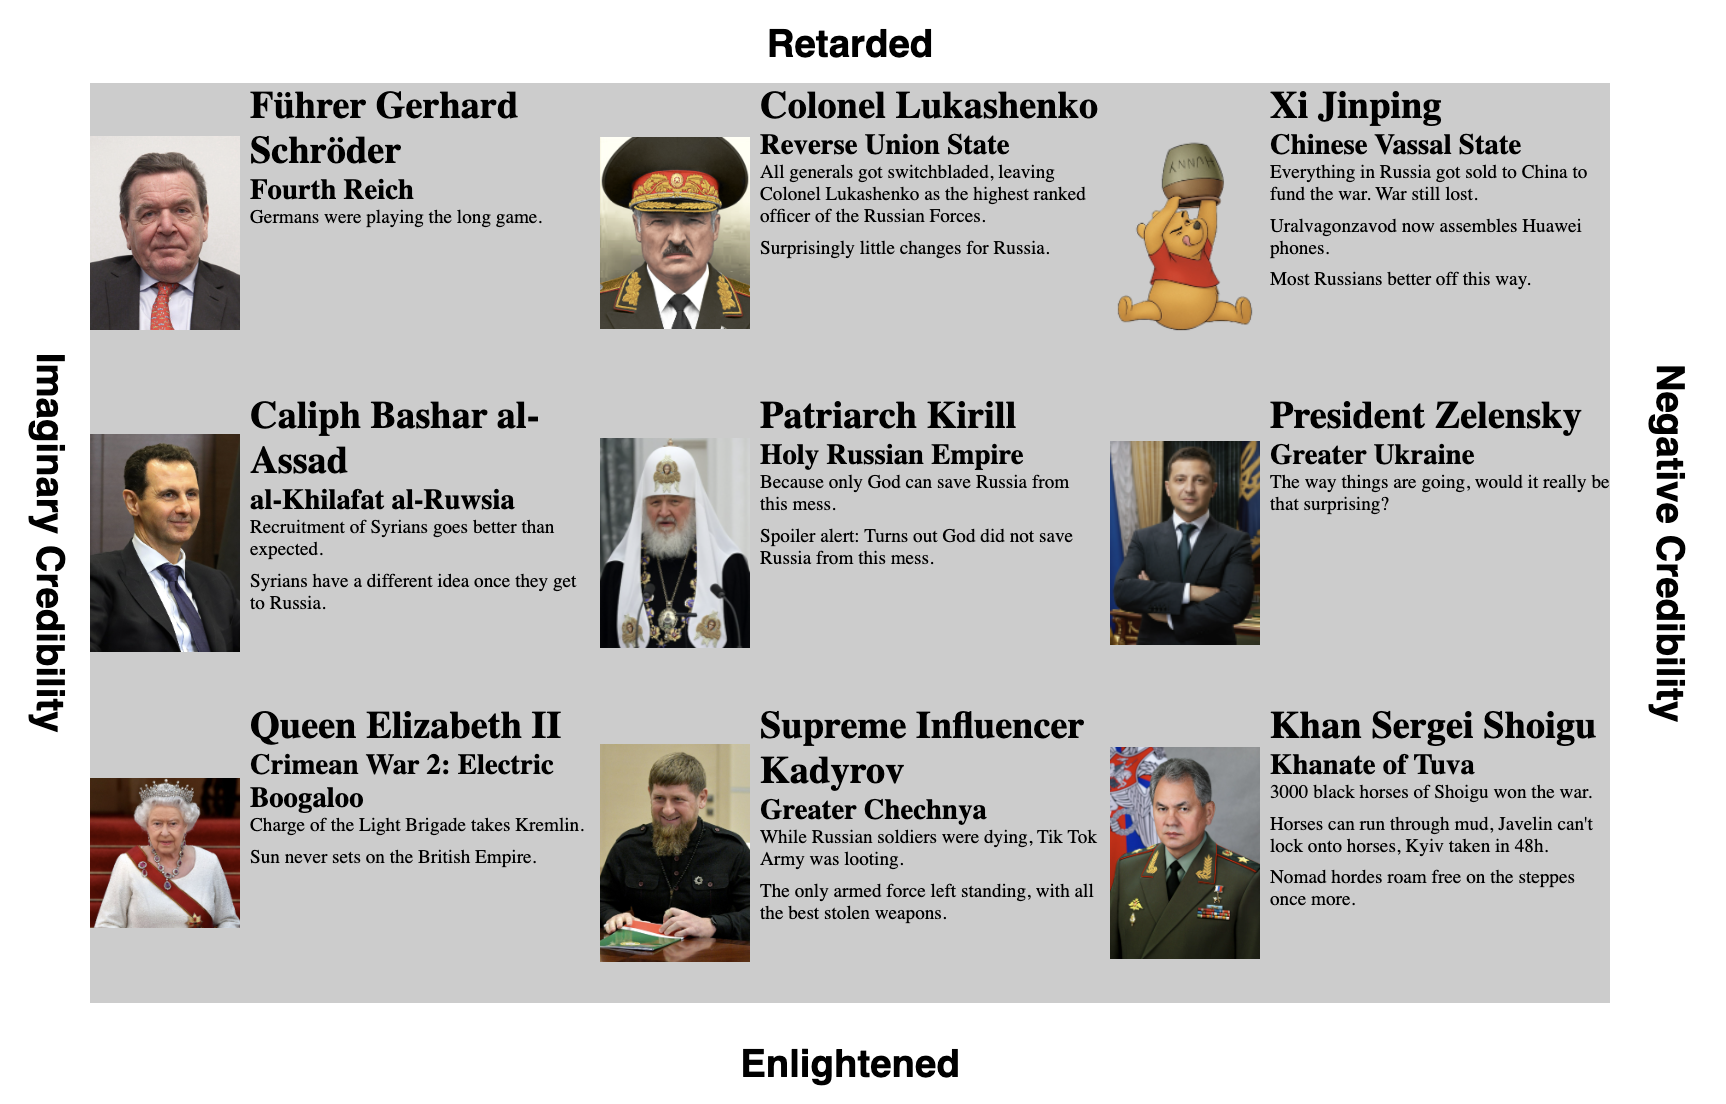 Retarded
Führer Gerhard
Schröder
Fourth Reich
Germans were playing the long game.
Colonel Lukashenko
Reverse Union State
All generals got switchbladed, leaving
Colonel Lukashenko as the highest ranked
officer of the Russian Forces.
Surprisingly little changes for Russia.
HUNNY
Xi Jinping
Chinese Vassal State
Everything in Russia got sold to China to
fund the war. War still lost.
Uralvagonzavod now assembles Huawei
phones.
Most Russians better off this way.
Imaginary Credibility
Caliph Bashar al-
Assad
al-Khilafat al-Ruwsia
Recruitment of Syrians goes better than
expected.
Syrians have a different idea once they get
to Russia.
Patriarch Kirill
Holy Russian Empire
Because only God can save Russia from
this mess.
Spoiler alert: Turns out God did not save
Russia from this mess.
President Zelensky
Greater Ukraine
The way things are going, would it really be
that surprising?
Negative Credibility
Queen Elizabeth II
Crimean War 2: Electric
Boogaloo
Charge of the Light Brigade takes Kremlin.
Sun never sets on the British Empire.
Supreme Influencer
Kadyrov
Greater Chechnya
While Russian soldiers were dying, Tik Tok
Army was looting.
The only armed force left standing, with all
the best stolen weapons.
Khan Sergei Shoigu
Khanate of Tuva
3000 black horses of Shoigu won the war.
Horses can run through mud, Javelin can't
lock onto horses, Kyiv taken in 48h.
Nomad hordes roam free on the steppes
once more.
Enlightened